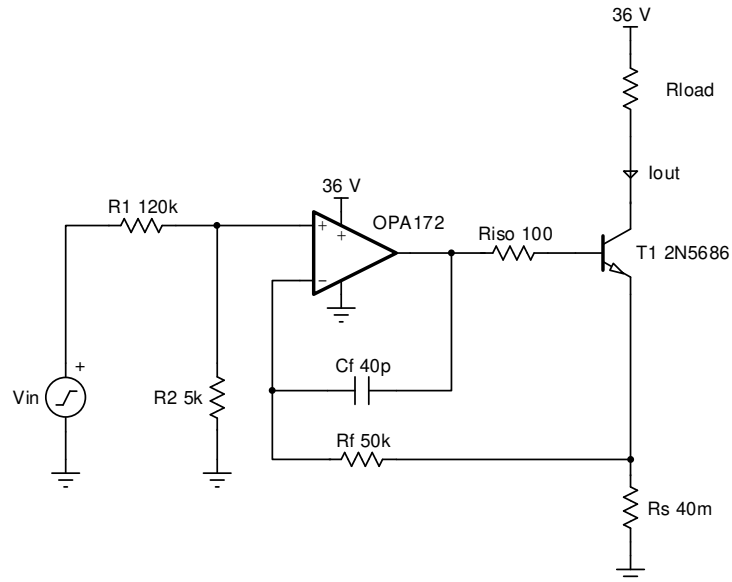 36 V
Rload
Iout
36 V
R1 120k
OPA172
Riso 100
+
+
−
T1 2N5686
+
Vin
R2 5k
Cf 40p
Rf 50k
Rs 40m